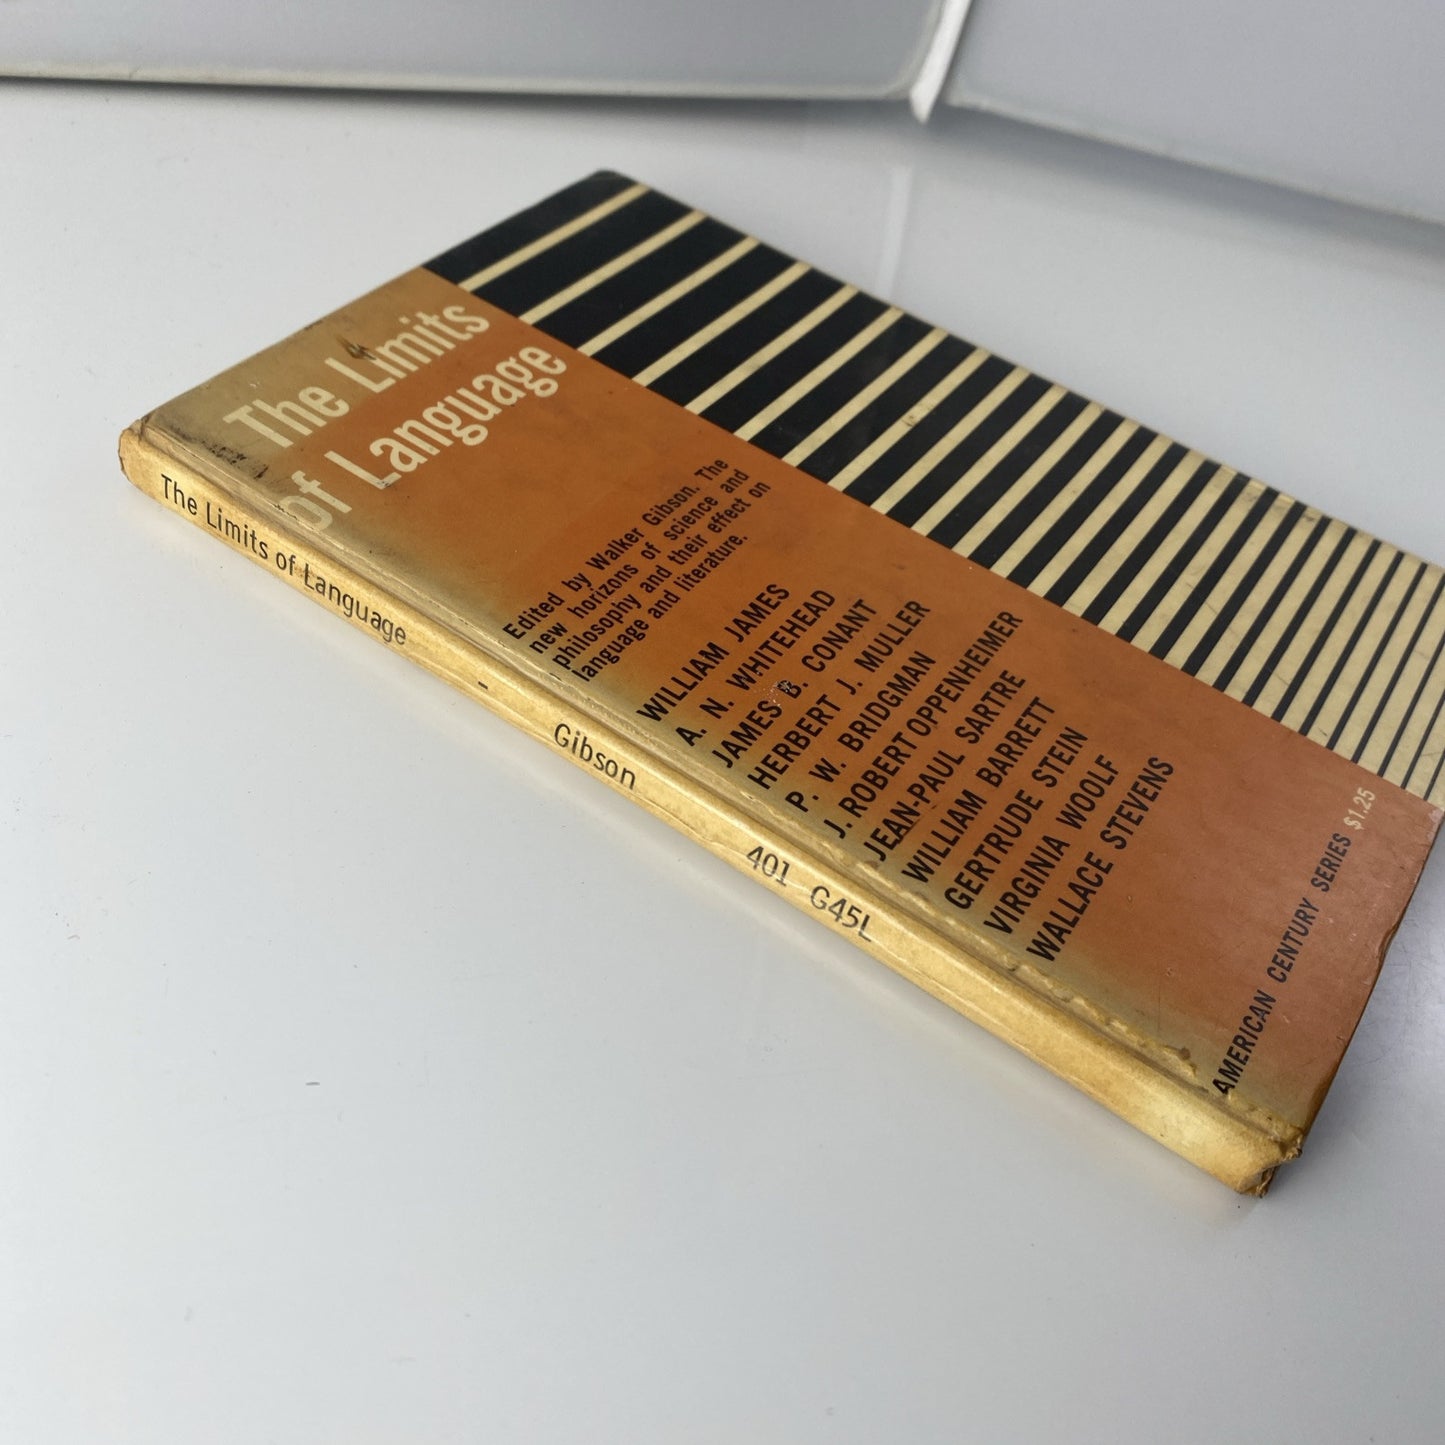 The Limits
of Language
Edited by Walker Gibson. The
new horizons of science and
philosophy and their effect on
language and literature.
WILLIAM JAMES
A. N. WHITEHEAD
JAMES B. CONANT
HERBERT J. MULLER
P. W. BRIDGMAN
J. ROBERT OPPENHEIMER
JEAN-PAUL SARTRE
WILLIAM BARRETT
GERTRUDE STEIN
VIRGINIA WOOLF
WALLACE STEVENS
AMERICAN CENTURY SERIES $1.25
The Limits of Language - Gibson 401 G45L